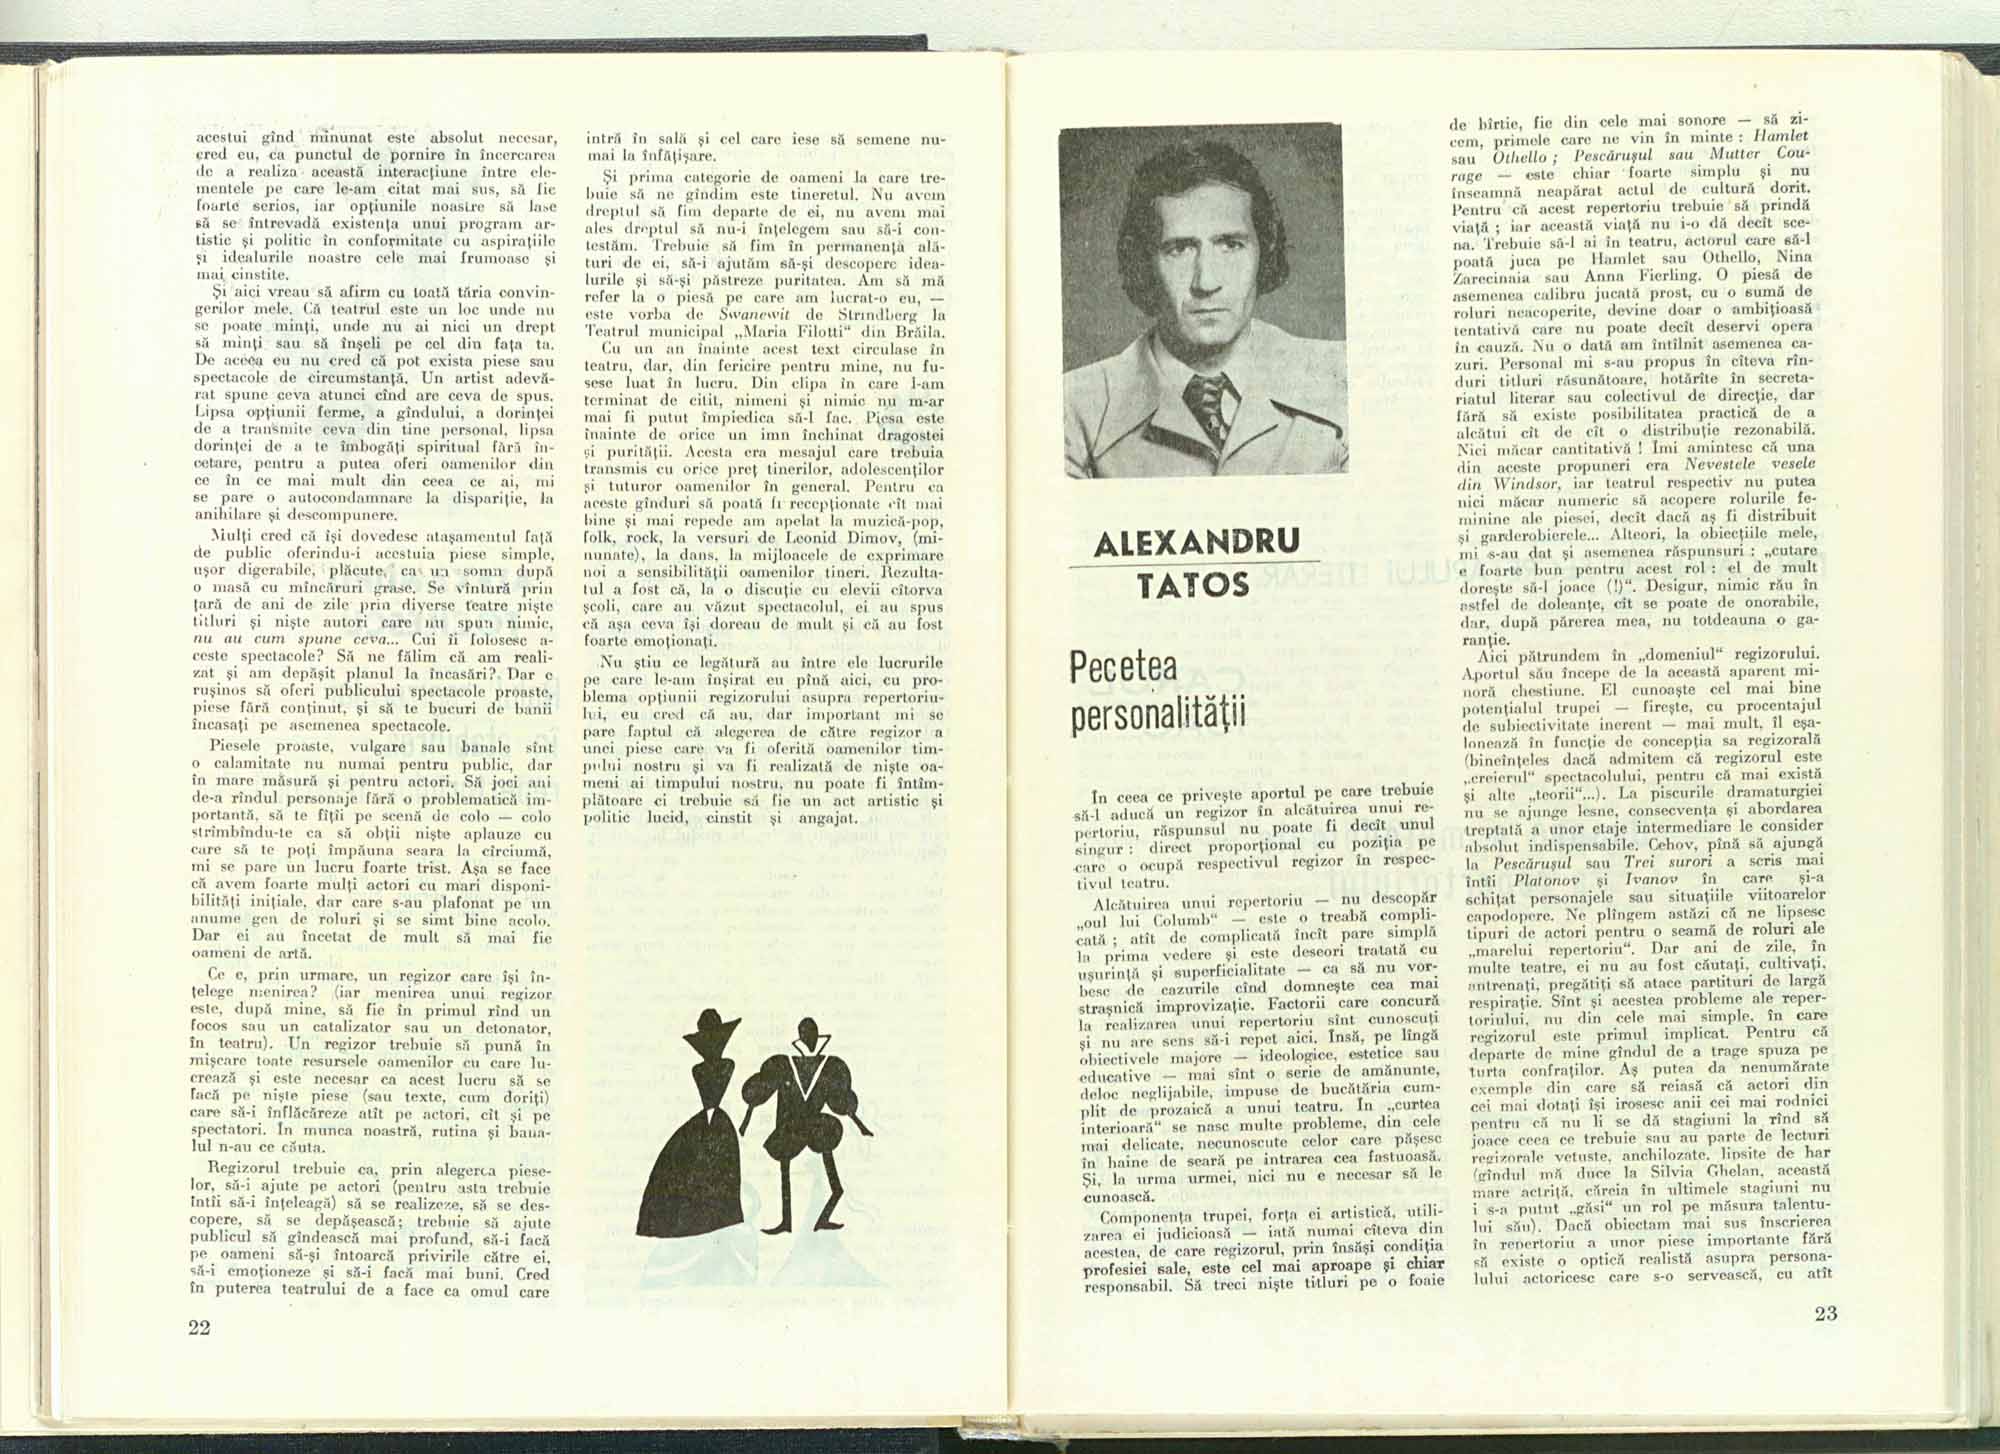 acestui gînd minunat este absolut necesar,
cred eu, ca punctul de pornire în încercarea
de a realiza această interacțiune între ele-
mentele pe care le-am citat mai sus, să fie
foarte serios, iar opțiunile noastre să lase
să se întrevadă existența unui program ar-
tistic și politic în conformitate cu aspirațiile
și idealurile noastre cele mai frumoase și
mai cinstite.
Și aici vreau să afirm cu toată tăria convin-
gerilor mele. Că teatrul este un loc unde nu
se poate minți, unde nu ai nici un drept
să minți sau să înșeli pe cel din fața ta.
De aceea eu nu cred că pot exista piese sau
spectacole de circumstanță. Un artist adevă-
rat spune ceva atunci cînd are ceva de spus.
Lipsa opțiunii ferme, a gîndului, a dorinței
de a transmite ceva din tine personal, lipsa
dorinței de a te îmbogăți spiritual fără în-
cetare, pentru a putea oferi oamenilor din
ce în ce mai mult din ceea ce ai, mi
se pare o autocondamnare la dispariție, la
anihilare și descompunere.
Mulți cred că își dovedesc atașamentul față
de public oferindu-i acestuia piese simple,
ușor digerabile, plăcute, ca un somn după
o masă cu mîncăruri grase. Se vîntură prin
țară de ani de zile prin diverse teatre niște
titluri și niște autori care nu spun nimic,
nu au cum spune ceva... Cui îi folosesc a-
ceste spectacole? Să ne fălim că am reali-
zat și am depășit planul la încasări? Dar e
rușinos să oferi publicului spectacole proaste,
piese fără conținut, și să te bucuri de banii
încasați pe asemenea spectacole.
Piesele proaste, vulgare sau banale sînt
o calamitate nu numai pentru public, dar
în mare măsură și pentru actori. Să joci ani
de-a rîndul personaje fără o problematică im-
portantă, să te fîții pe scenă de colo — colo
strîmbîndu-te ca să obții niște aplauze cu
care să te poți împăuna seara la cîrciumă,
mi se pare un lucru foarte trist. Așa se face
că avem foarte mulți actori cu mari disponi-
bilități inițiale, dar care s-au plafonat pe un
anume gen de roluri și se simt bine acolo.
Dar ei au încetat de mult să mai fie
oameni de artă.
Ce e, prin urmare, un regizor care își în-
țelege menirea? (iar menirea unui regizor
este, după mine, să fie în primul rînd un
focos sau un catalizator sau un detonator,
în teatru). Un regizor trebuie să pună în
mișcare toate resursele oamenilor cu care lu-
crează și este necesar ca acest lucru să se
facă pe niște piese (sau texte, cum doriți)
care să-i înflăcăreze atît pe actori, cît și pe
spectatori. In munca noastră, rutina și bana-
lul n-au ce căuta.
Regizorul trebuie ca, prin alegerea piese-
lor, să-i ajute pe actori (pentru asta trebuie
întîi să-i înțeleagă) să se realizeze, să se des-
copere, să se depășească; trebuie să ajute
publicul să gîndească mai profund, să-i facă
pe oameni să-și întoarcă privirile către ei,
să-i emoționeze și să-i facă mai buni. Cred
în puterea teatrului de a face ca omul care
22
intră în sală și cel care iese să semene nu-
mai la înfățișare.
Și prima categorie de oameni la care tre-
buie să ne gîndim este tineretul. Nu avem
dreptul să fim departe de ei, nu avem mai
ales dreptul să nu-i înțelegem sau să-i con-
testăm. Trebuie să fim în permanență ală-
turi de ei, să-i ajutăm să-și descopere idea-
lurile și să-și păstreze puritatea. Am să mă
refer la o piesă pe care am lucrat-o eu, —
este vorba de Swanewit de Strindberg la
Teatrul municipal „Maria Filotti“ din Brăila.
Cu un an înainte acest text circulase în
teatru, dar, din fericire pentru mine, nu fu-
sese luat în lucru. Din clipa în care l-am
terminat de citit, nimeni și nimic nu m-ar
mai fi putut împiedica să-l fac. Piesa este
înainte de orice un imn închinat dragostei
și purității. Acesta era mesajul care trebuia
transmis cu orice preț tinerilor, adolescenților
și tuturor oamenilor în general. Pentru ca
aceste gînduri să poată fi recepționate cît mai
bine și mai repede am apelat la muzică-pop,
folk, rock, la versuri de Leonid Dimov, (mi-
nunate), la dans, la mijloacele de exprimare
noi a sensibilității oamenilor tineri. Rezulta-
tul a fost că, la o discuție cu elevii cîtorva
școli, care au văzut spectacolul, ei au spus
că așa ceva își doreau de mult și că au fost
foarte emoționați.
Nu știu ce legătură au între ele lucrurile
pe care le-am înșirat eu pînă aici, cu pro-
blema opțiunii regizorului asupra repertoriu-
lui, eu cred că au, dar important mi se
pare faptul că alegerea de către regizor a
unei piese care va fi oferită oamenilor tim-
pului nostru și va fi realizată de niște oa-
meni ai timpului nostru, nu poate fi întîm-
plătoare ci trebuie să fie un act artistic și
politic lucid, cinstit și angajat.
ALEXANDRU
TATOS
Pecetea
personalității
In ceea ce privește aportul pe care trebuie
să-l aducă un regizor în alcătuirea unui re-
pertoriu, răspunsul nu poate fi decît unul
singur : direct proporțional cu poziția pe
care o ocupă respectivul regizor în respec-
tivul teatru.
Alcătuirea unui repertoriu — nu descopăr
„oul lui Columb“ — este o treabă compli-
cată ; atît de complicată încît pare simplă
la prima vedere și este deseori tratată cu
ușurință și superficialitate — ca să nu vor-
besc de cazurile cînd domnește cea mai
strașnică improvizație. Factorii care concură
la realizarea unui repertoriu sînt cunoscuți
și nu are sens să-i repet aici. Însă, pe lîngă
obiectivele majore — ideologice, estetice sau
educative — mai sînt o serie de amănunte,
deloc neglijabile, impuse de bucătăria cum-
plit de prozaică a unui teatru. In „curtea
interioară“ se nasc multe probleme, din cele
mai delicate, necunoscute celor care pășesc
în haine de seară pe intrarea cea fastuoasă.
Și, la urma urmei, nici nu e necesar să le
cunoască.
Componența trupei, forța ei artistică, utili-
zarea ei judicioasă — iată numai cîteva din
acestea, de care regizorul, prin însăși condiția
profesiei sale, este cel mai aproape și chiar
responsabil. Să treci niște titluri pe o foaie
de hîrtie, fie din cele mai sonore — să zi-
cem, primele care ne vin în minte : Hamlet
sau Othello ; Pescărușul sau Mutter Cou-
rage — este chiar foarte simplu și nu
înseamnă neapărat actul de cultură dorit.
Pentru că acest repertoriu trebuie să prindă
viață ; iar această viață nu i-o dă decît sce-
na. Trebuie să-l ai în teatru, actorul care să-l
poată juca pe Hamlet sau Othello, Nina
Zarecinaia sau Anna Fierling. O piesă de
asemenea calibru jucată prost, cu o sumă de
roluri neacoperite, devine doar o ambițioasă
tentativă care nu poate decît deservi opera
în cauză. Nu o dată am întîlnit asemenea ca-
zuri. Personal mi s-au propus în cîteva rîn-
duri titluri răsunătoare, hotărîte în secreta-
riatul literar sau colectivul de direcție, dar
fără să existe posibilitatea practică de a
alcătui cît de cît o distribuție rezonabilă.
Nici măcar cantitativă ! Imi amintesc că una
din aceste propuneri era Nevestele vesele
din Windsor, iar teatrul respectiv nu putea
nici măcar numeric să acopere rolurile fe-
minine ale piesei, decît dacă aș fi distribuit
și garderobierele... Alteori, la obiecțiile mele,
mi s-au dat și asemenea răspunsuri : „cutare
e foarte bun pentru acest rol : el de mult
dorește să-l joace (!)“. Desigur, nimic rău în
astfel de doleanțe, cît se poate de onorabile,
dar, după părerea mea, nu totdeauna o ga-
ranție.
Aici pătrundem în „domeniul“ regizorului.
Aportul său începe de la această aparent mi-
noră chestiune. El cunoaște cel mai bine
potențialul trupei — firește, cu procentajul
de subiectivitate inerent — mai mult, îl eșa-
lonează în funcție de concepția sa regizorală
(bineînțeles dacă admitem că regizorul este
„creierul“ spectacolului, pentru că mai există
și alte „teorii“...). La piscurile dramaturgiei
nu se ajunge lesne, consecvența și abordarea
treptată a unor etaje intermediare le consider
absolut indispensabile. Cehov, pînă să ajungă
la Pescărușul sau Trei surori a scris mai
întîi Platonov și Ivanov în care și-a
schițat personajele sau situațiile viitoarelor
capodopere. Ne plîngem astăzi că ne lipsesc
tipuri de actori pentru o seamă de roluri ale
„marelui repertoriu“. Dar ani de zile, în
multe teatre, ei nu au fost căutați, cultivați,
antrenați, pregătiți să atace partituri de largă
respirație. Sînt și acestea probleme ale reper-
toriului, nu din cele mai simple, în care
regizorul este primul implicat. Pentru că
departe de mine gîndul de a trage spuza pe
turta confraților. Aș putea da nenumărate
exemple din care să reiasă că actori din
cei mai dotați își irosesc anii cei mai rodnici
pentru că nu li se dă stagiuni la rînd să
joace ceea ce trebuie sau au parte de lecturi
regizorale vetuste, anchilozate, lipsite de har
(gîndul mă duce la Silvia Ghelan, această
mare actriță, căreia în ultimele stagiuni nu
i s-a putut „găsi“ un rol pe măsura talentu-
lui său). Dacă obiectam mai sus înscrierea
în repertoriu a unor piese importante fără
să existe o optică realistă asupra persona-
lului actoricesc care s-o servească, cu atît
23